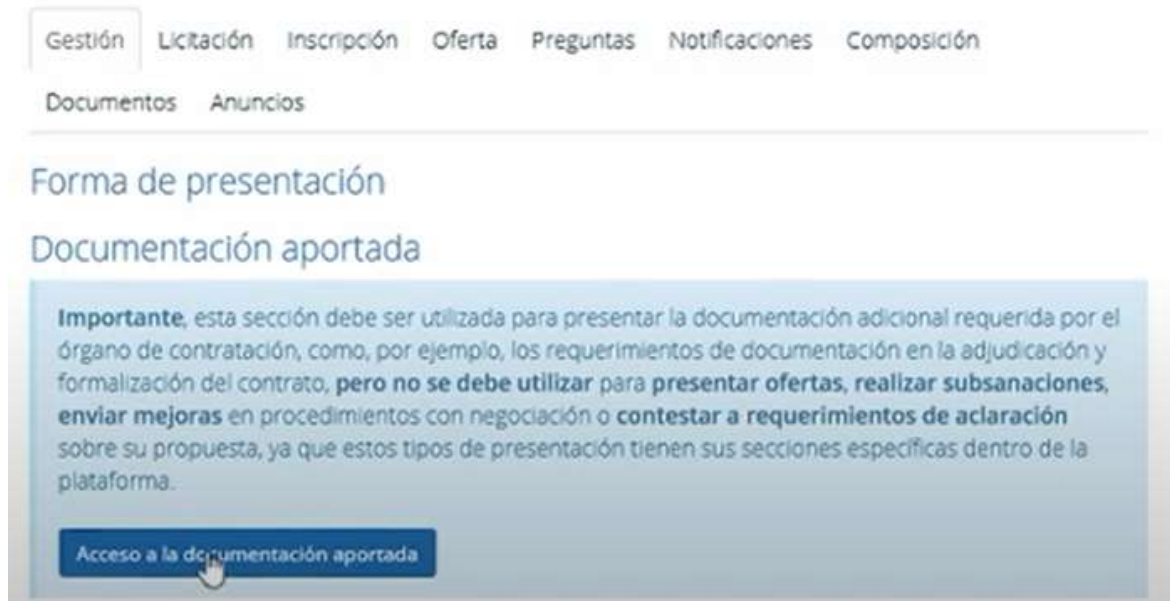 Gestión Licitación Inscripción Oferta Preguntas Notificaciones Composición
Documentos Anuncios
Forma de presentación
Documentación aportada
Importante, esta sección debe ser utilizada para presentar la documentación adicional requerida por el
órgano de contratación, como, por ejemplo, los requerimientos de documentación en la adjudicación y
formalización del contrato, pero no se debe utilizar para presentar ofertas, realizar subsanaciones,
enviar mejoras en procedimientos con negociación o contestar a requerimientos de aclaración
sobre su propuesta, ya que estos tipos de presentación tienen sus secciones específicas dentro de la
plataforma.
Acceso a la documentación aportada